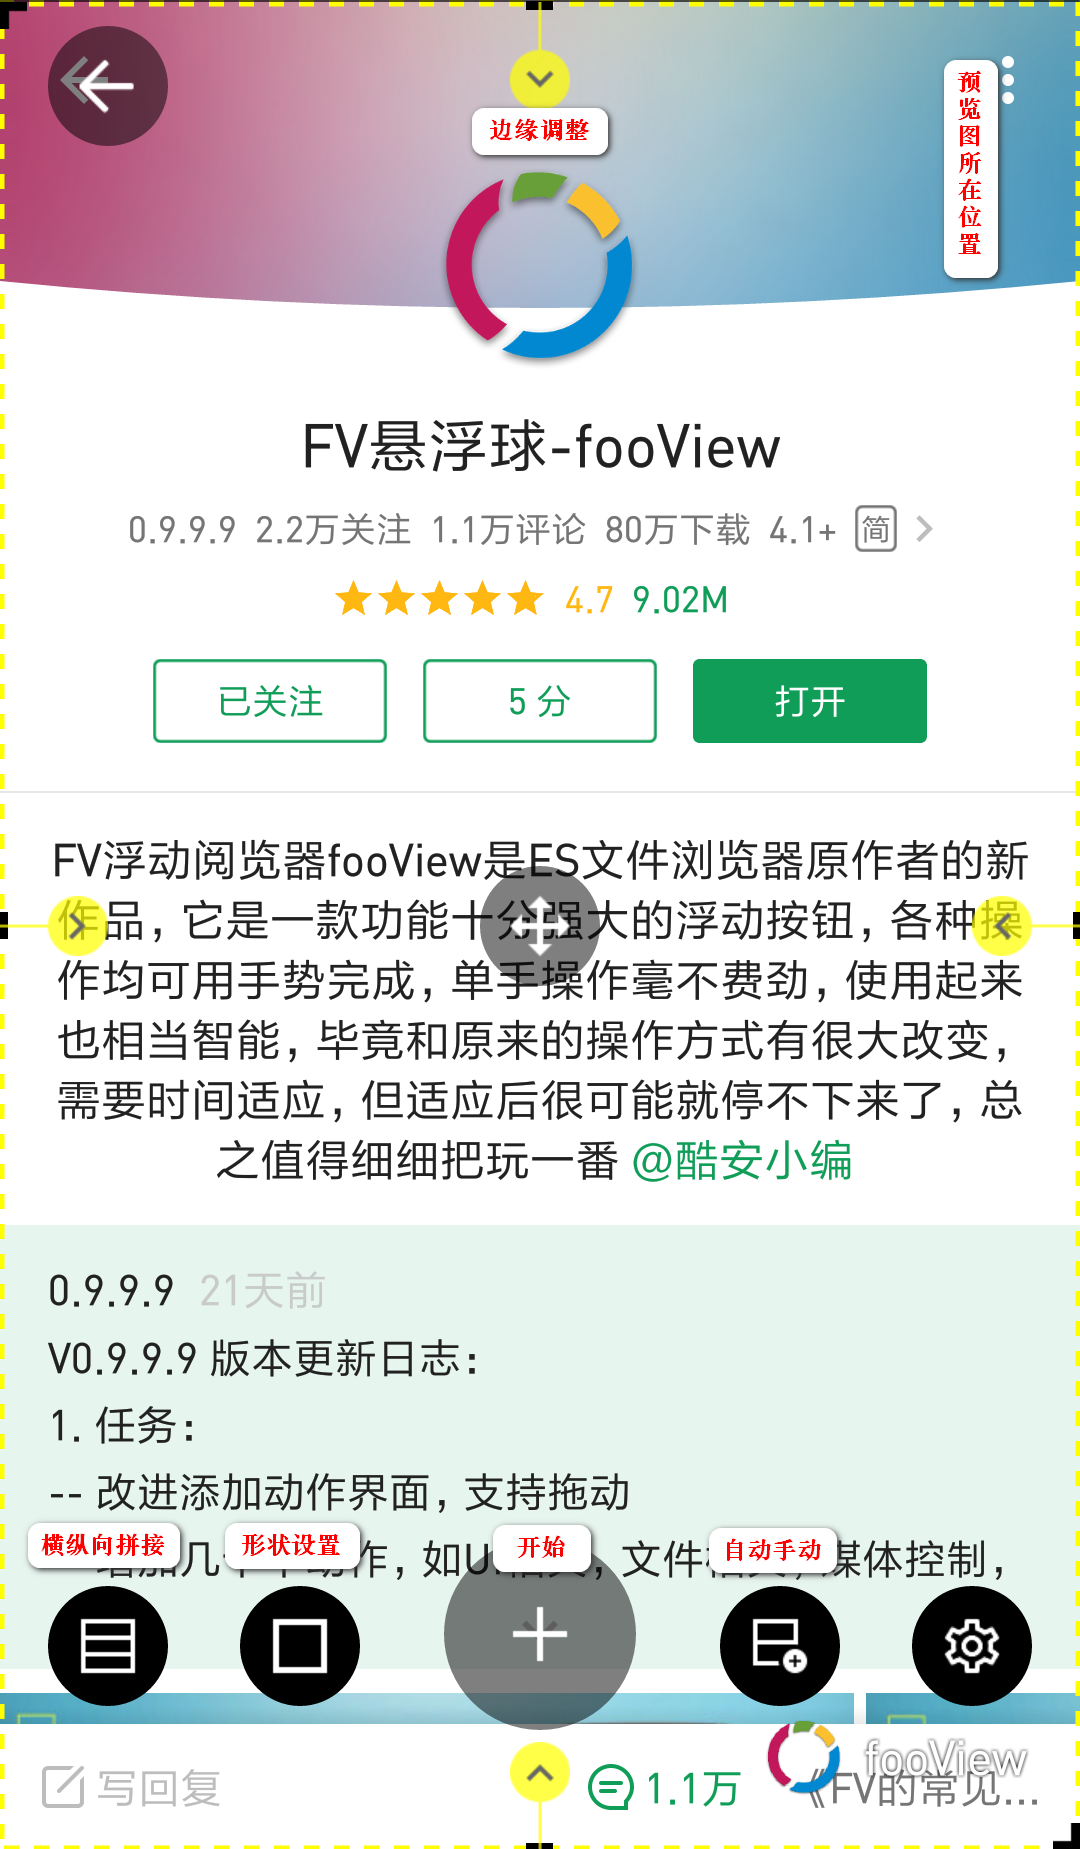 边缘调整
预览图所在位置
FV悬浮球-fooView
0.9.9.9 2.2万关注 1.1万评论 80万下载 4.1+ 简
4.7 9.02M
已关注
5 分
打开
FV浮动阅览器fooView是ES文件浏览器原作者的新
作品，它是一款功能十分强大的浮动按钮，各种操
作均可用手势完成，单手操作毫不费劲，使用起来
也相当智能，毕竟和原来的操作方式有很大改变，
需要时间适应，但适应后很可能就停不下来了，总
之值得细细把玩一番 @酷安小编
0.9.9.9 21天前
V0.9.9.9 版本更新日志：
1. 任务：
-- 改进添加动作界面，支持拖动
横纵向拼接
形状设置
开始
自动手动
作，如U 文件 媒体控制，
fooView
写回复
1.1万
《FV的常见...